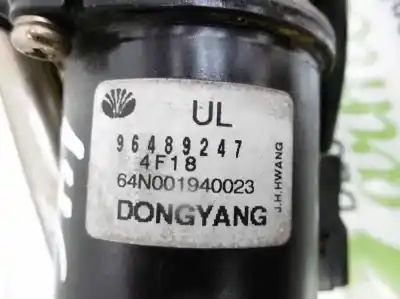 UL
96489247
4F18
64N001940023
DONGYANG
J.H.HWANG